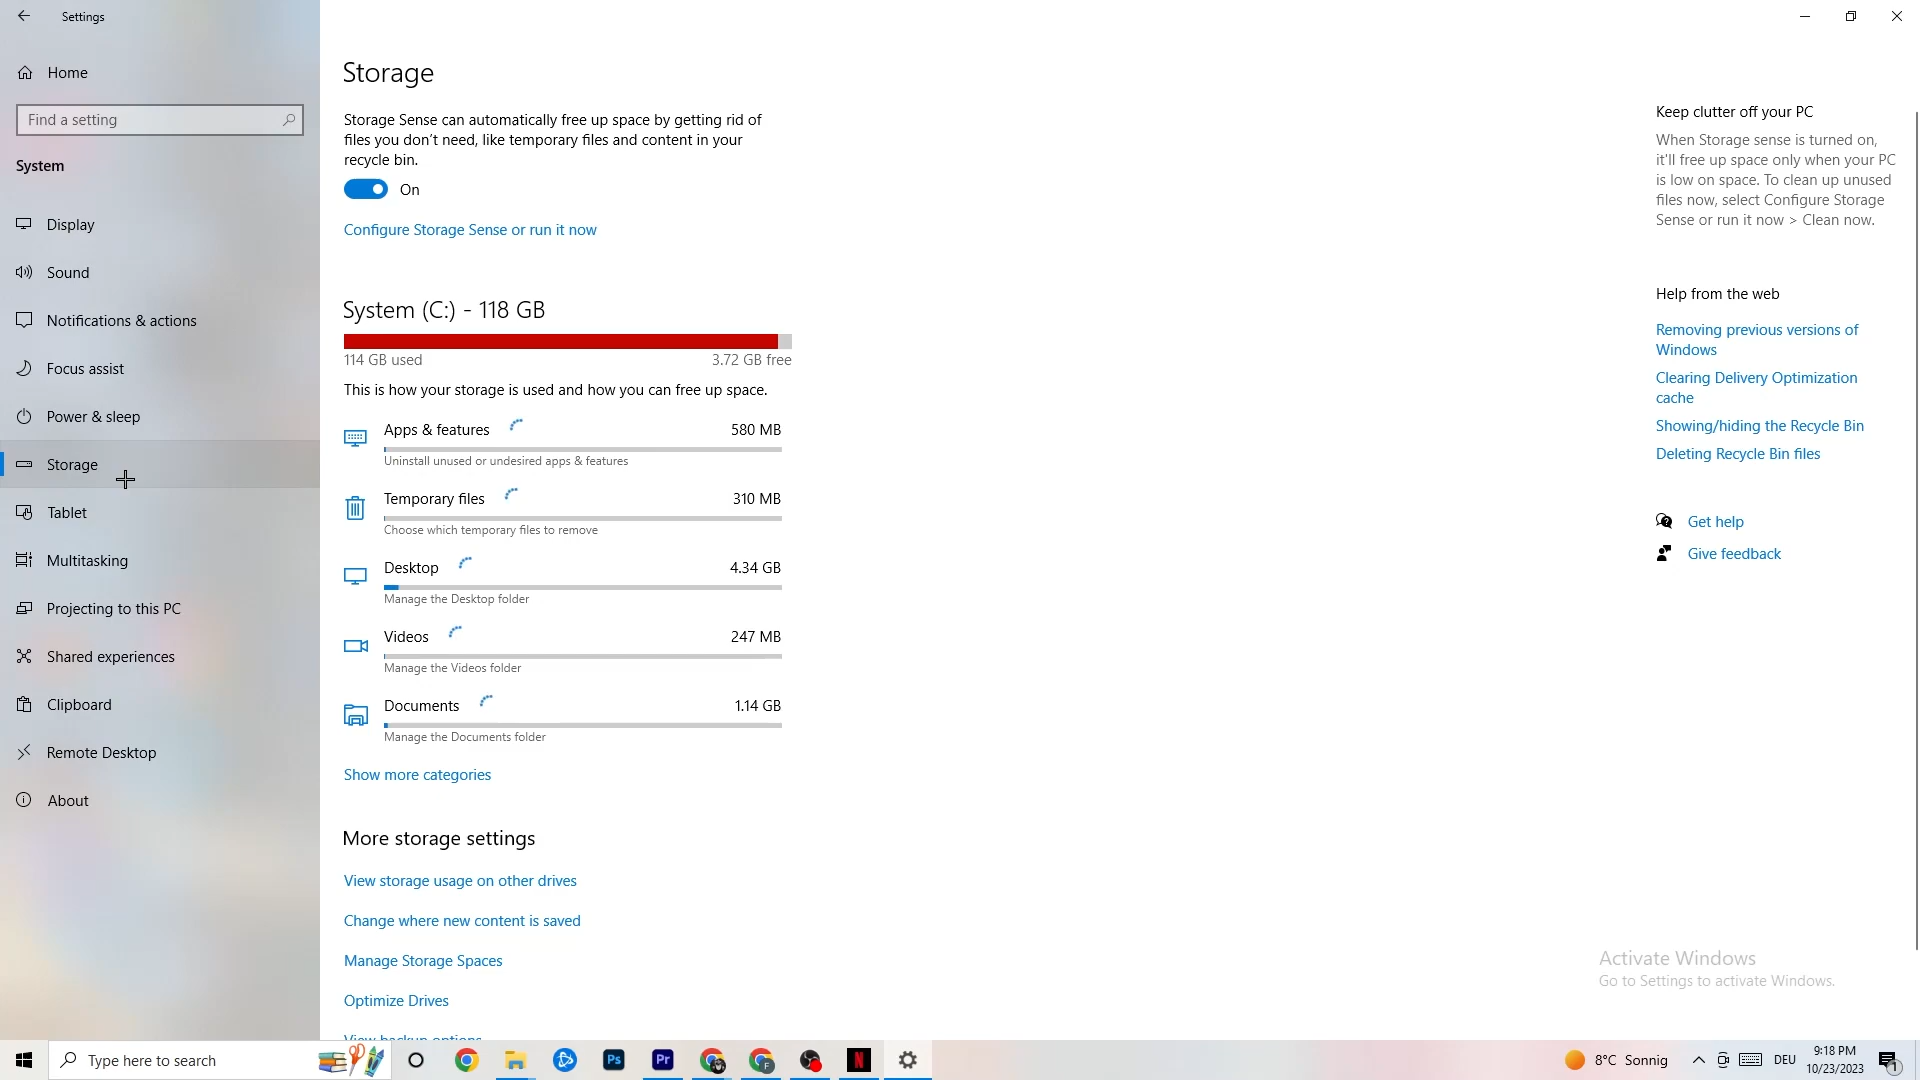 Settings
Home
Find a setting
System
Display
Sound
Notifications & actions
Focus assist
Power & sleep
Storage
Tablet
Multitasking
Projecting to this PC
Shared experiences
Clipboard
Remote Desktop
About
Storage
Storage Sense can automatically free up space by getting rid of
files you don't need, like temporary files and content in your
recycle bin.
On
Configure Storage Sense or run it now
System (C:) - 118 GB
114 GB used
3.72 GB free
This is how your storage is used and how you can free up space.
Apps & features
580 MB
Uninstall unused or undesired apps & features
Temporary files
310 MB
Choose which temporary files to remove
Desktop
4.34 GB
Manage the Desktop folder
Videos
247 MB
Manage the Videos folder
Documents
1.14 GB
Manage the Documents folder
Show more categories
More storage settings
View storage usage on other drives
Change where new content is saved
Manage Storage Spaces
Optimize Drives
View backup options
Keep clutter off your PC
When Storage sense is turned on,
it'll free up space only when your PC
is low on space. To clean up unused
files now, select Configure Storage
Sense or run it now > Clean now.
Help from the web
Removing previous versions of
Windows
Clearing Delivery Optimization
cache
Showing/hiding the Recycle Bin
Deleting Recycle Bin files
Get help
Give feedback
Activate Windows
Go to Settings to activate Windows.
Type here to search
Ps
Pr
F
N
8°C Sonnig
DEU
9:18 PM
10/23/2023
1